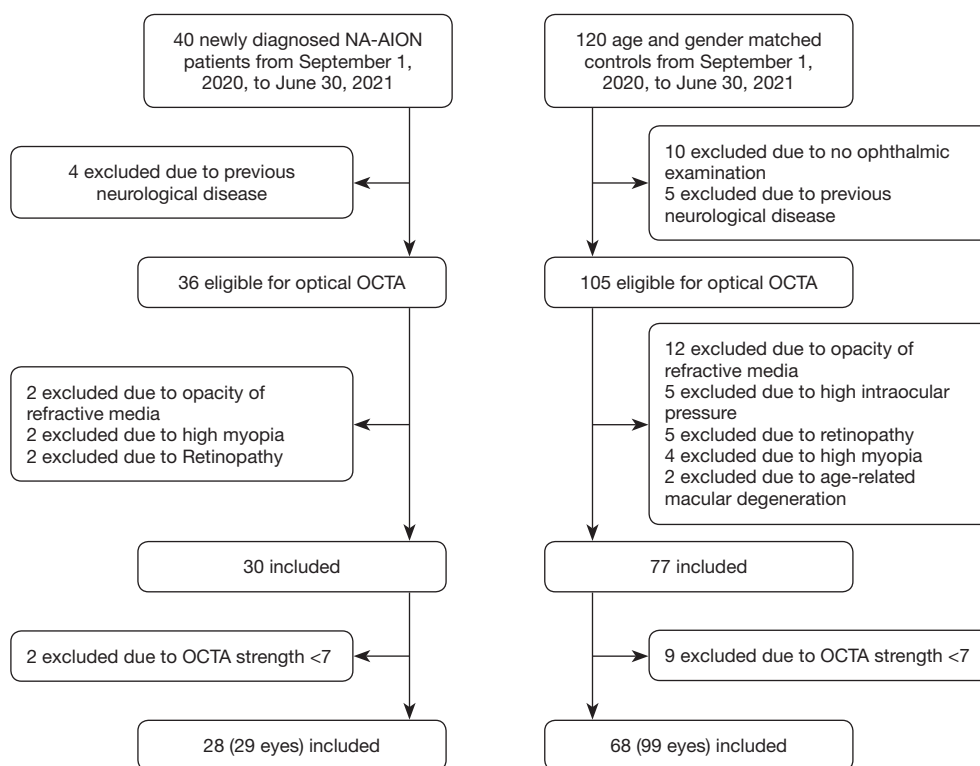 40 newly diagnosed NA-AION
patients from September 1,
2020, to June 30, 2021
120 age and gender matched
controls from September 1,
2020, to June 30, 2021
4 excluded due to previous
neurological disease
10 excluded due to no ophthalmic
examination
5 excluded due to previous
neurological disease
36 eligible for optical OCTA
105 eligible for optical OCTA
2 excluded due to opacity of
refractive media
2 excluded due to high myopia
2 excluded due to Retinopathy
12 excluded due to opacity of
refractive media
5 excluded due to high intraocular
pressure
5 excluded due to retinopathy
4 excluded due to high myopia
2 excluded due to age-related
macular degeneration
30 included
77 included
2 excluded due to OCTA strength <7
9 excluded due to OCTA strength <7
28 (29 eyes) included
68 (99 eyes) included